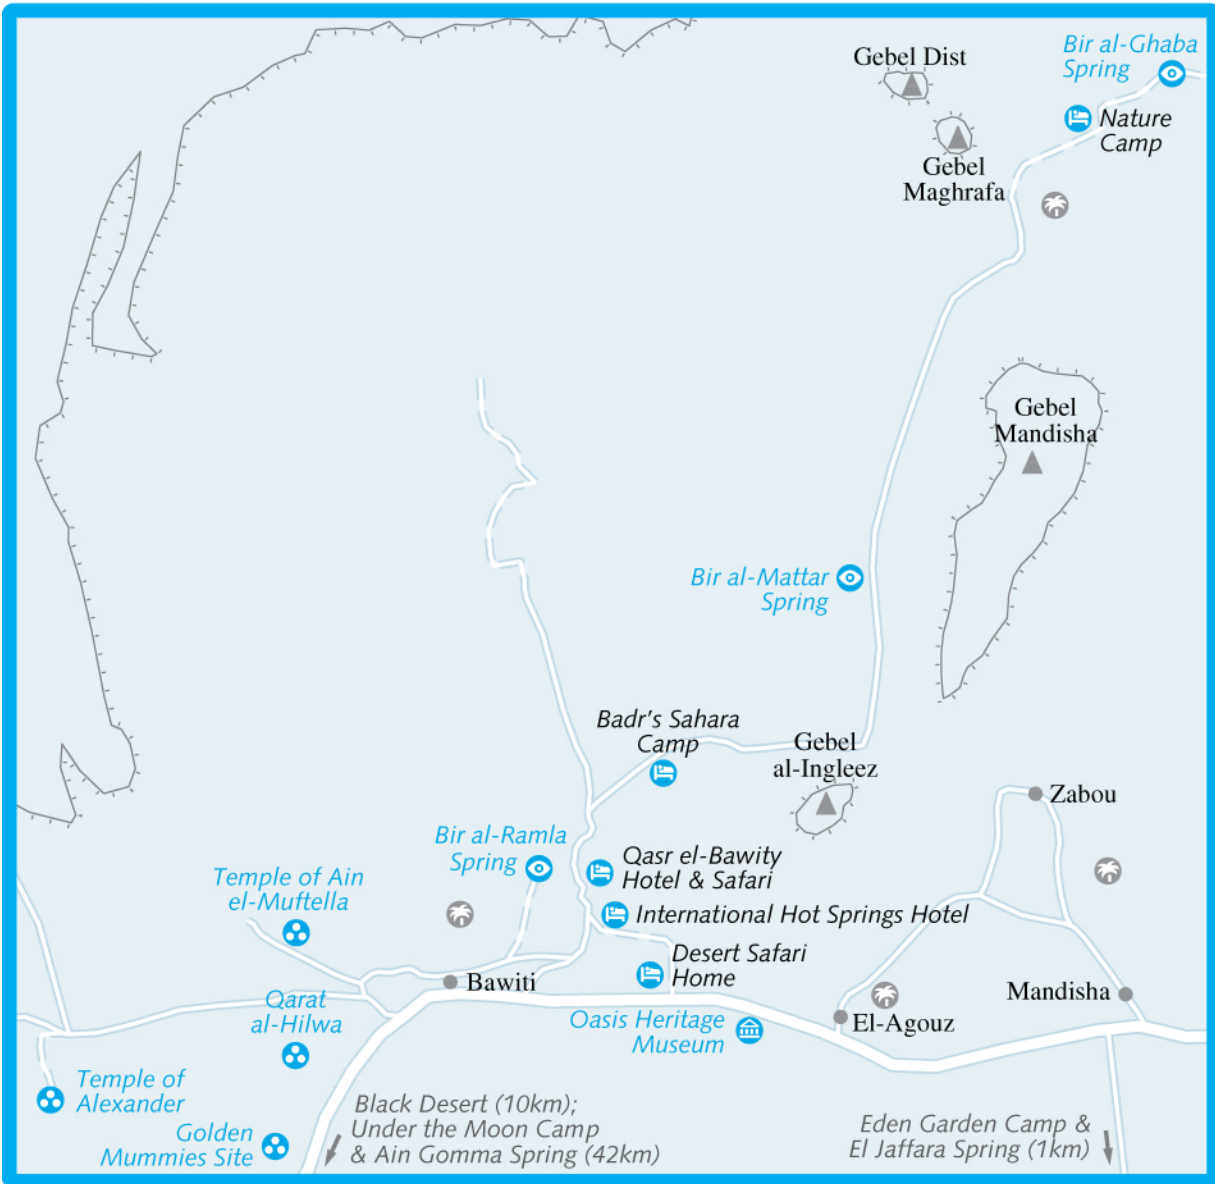 Gebel Dist
Bir al-Ghaba
Spring
Nature
Camp
Gebel
Maghrafa
Gebel
Mandisha
Bir al-Mattar
Spring
Badr's Sahara
Camp
Gebel
al-Ingleez
Zabou
Bir al-Ramla
Spring
Qasr el-Bawity
Hotel & Safari
Temple of Ain
el-Muftella
International Hot Springs Hotel
Desert Safari
Home
Bawiti
Mandisha
Qarat
al-Hilwa
Oasis Heritage
Museum
El-Agouz
Temple of
Alexander
Golden
Mummies Site
Black Desert (10km);
Under the Moon Camp
& Ain Gomma Spring (42km)
Eden Garden Camp &
El Jaffara Spring (1km)